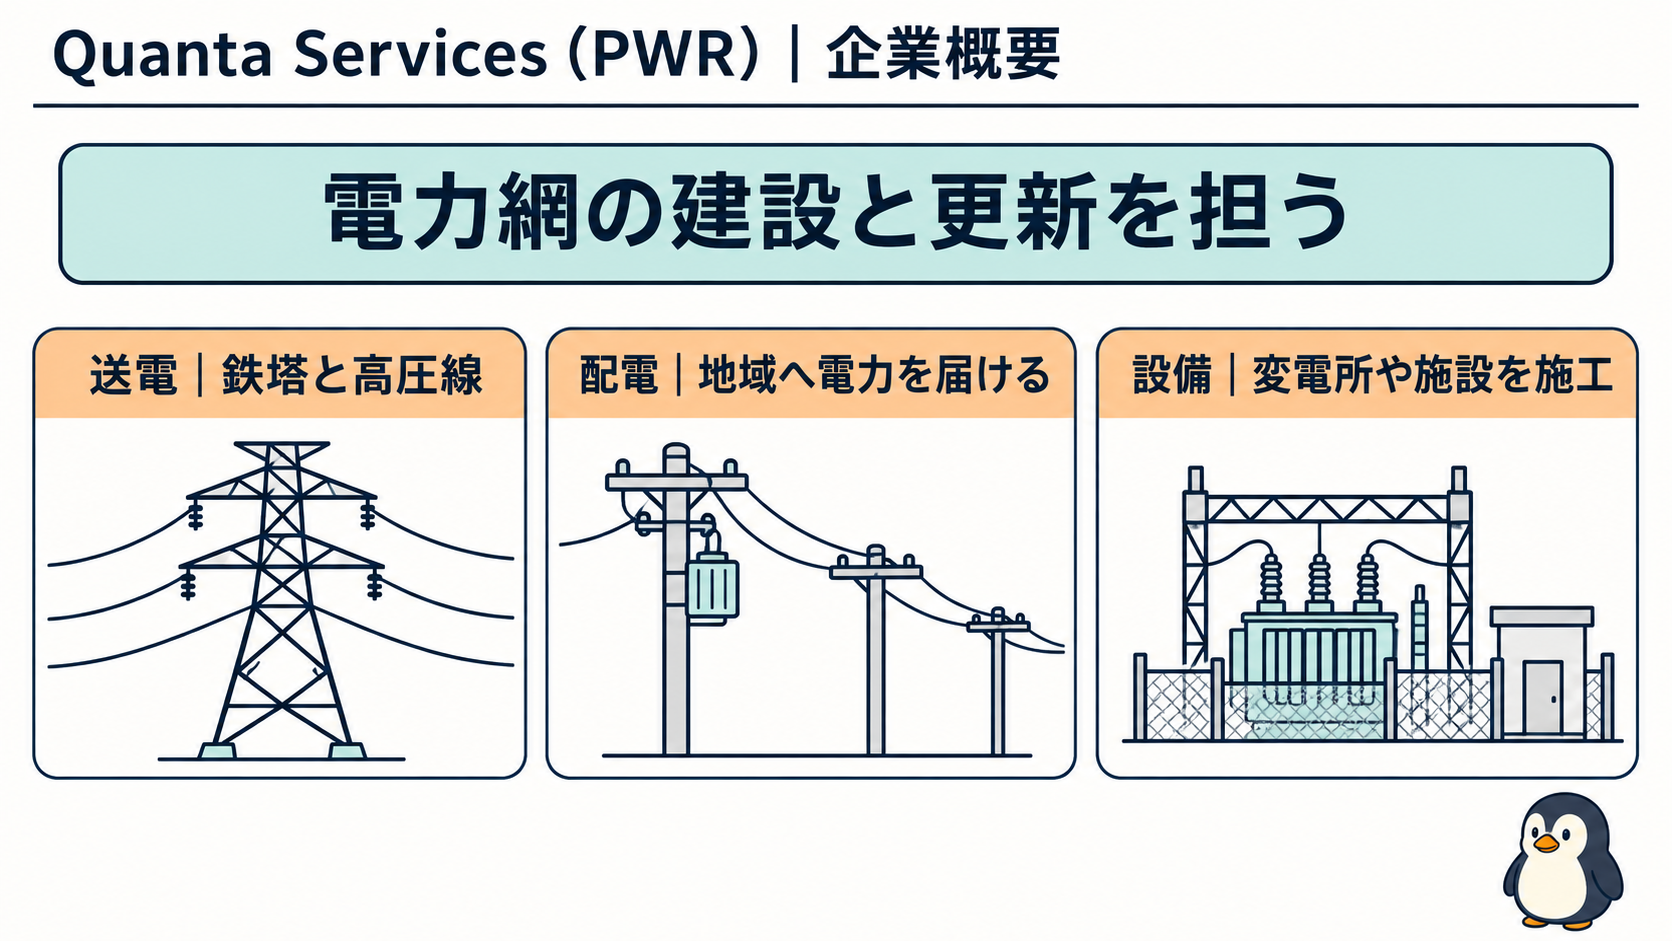 Quanta Services（PWR）｜企業概要
電力網の建設と更新を担う
送電｜鉄塔と高圧線
配電｜地域へ電力を届ける
設備｜変電所や施設を施工